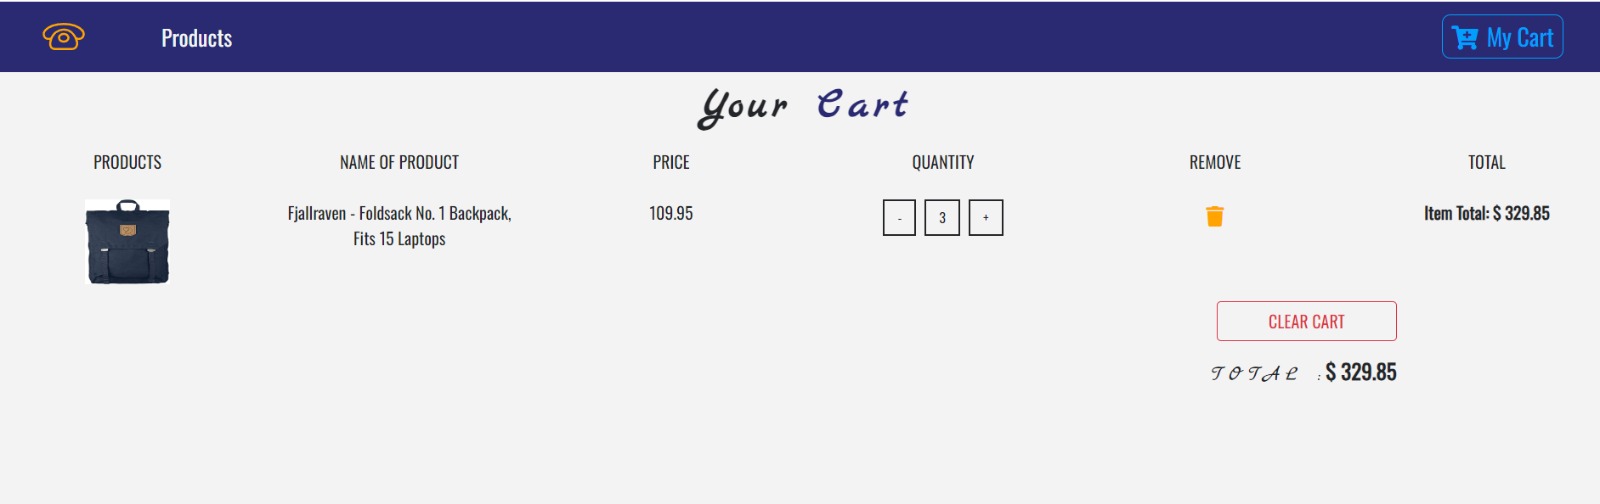 Products
My Cart
Your Cart
PRODUCTS NAME OF PRODUCT PRICE QUANTITY REMOVE TOTAL
Fjallraven - Foldsack No. 1 Backpack, 109.95 - 3 + Item Total: $ 329.85
Fits 15 Laptops
CLEAR CART
TOTAL : $ 329.85